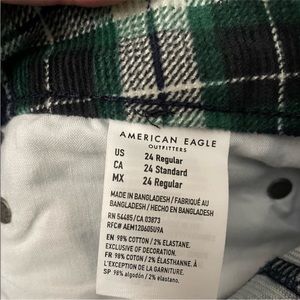 AMERICAN EAGLE
OUTFITTERS
US 24 Regular
CA 24 Standard
MX 24 Regular
MADE IN BANGLADESH / FABRIQUÉ AU
BANGLADESH / HECHO EN BANGLADESH
RN 54485/CA 03873
RFC# AEM120605U9A
EN 98% COTTON / 2% ELASTANE.
EXCLUSIVE OF DECORATION.
FR 98% COTON / 2% ÉLASTHANNE. À
L'EXCEPTION DE LA GARNITURE.
SP 98% algodón / 2% elastano.